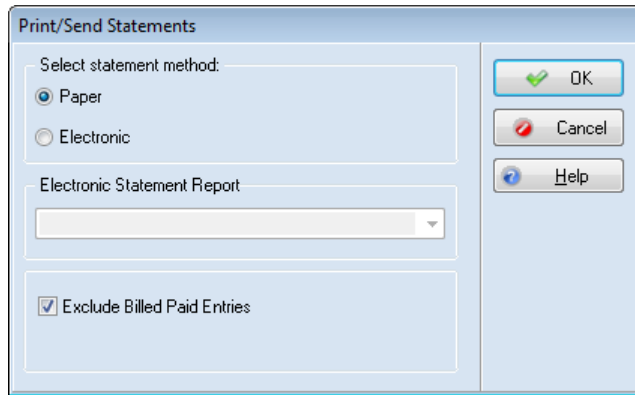 Print/Send Statements
Select statement method:
Paper
Electronic
Electronic Statement Report
Exclude Billed Paid Entries
OK
Cancel
Help